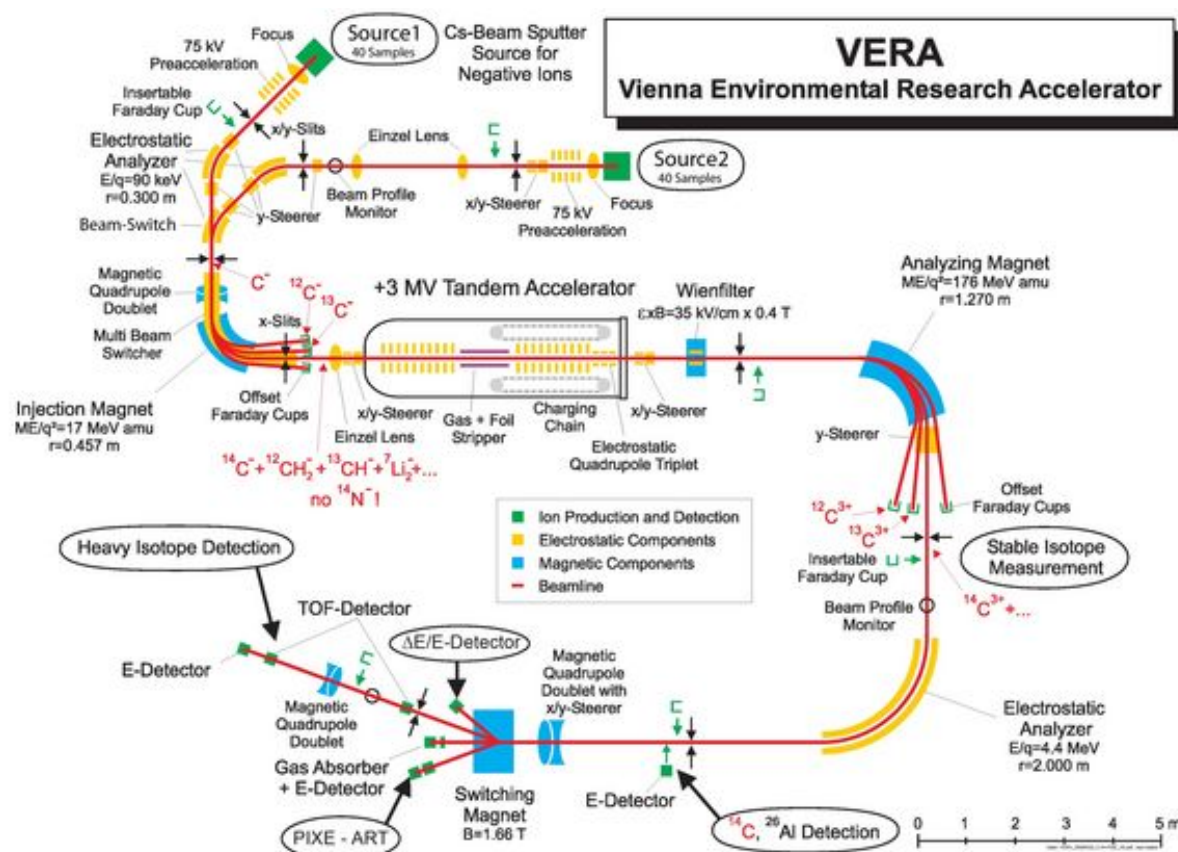 VERA
Vienna Environmental Research Accelerator
Source1
40 Samples
Cs-Beam Sputter
Source for
Negative Ions
Focus
75 kV
Preacceleration
Insertable
Faraday Cup
x/y-Slits
Electrostatic
Analyzer
E/q=90 keV
r=0.300 m
Beam-Switch
y-Steerer
Beam Profile
Monitor
Einzel Lens
x/y-Steerer
75 kV
Preacceleration
Focus
Source2
40 Samples
Magnetic
Quadrupole
Doublet
C⁻
¹²C⁻
¹³C⁻
Multi Beam
Switcher
x-Slits
Injection Magnet
ME/q²=17 MeV amu
r=0.457 m
Offset
Faraday Cups
Einzel Lens
x/y-Steerer
¹⁴C⁻+¹²CH₂⁻+¹³CH⁻+⁷Li₂⁻+...
no ¹⁴N⁻!
+3 MV Tandem Accelerator
Gas + Foil
Stripper
Charging
Chain
Electrostatic
Quadrupole Triplet
x/y-Steerer
Wienfilter
εxB=35 kV/cm x 0.4 T
Analyzing Magnet
ME/q²=176 MeV amu
r=1.270 m
y-Steerer
¹²C³⁺
¹³C³⁺
Offset
Faraday Cups
Insertable
Faraday Cup
Stable Isotope
Measurement
¹⁴C³⁺+...
Beam Profile
Monitor
Ion Production and Detection
Electrostatic Components
Magnetic Components
Beamline
Electrostatic
Analyzer
E/q=4.4 MeV
r=2.000 m
Heavy Isotope Detection
TOF-Detector
E-Detector
ΔE/E-Detector
Magnetic
Quadrupole
Doublet
Magnetic
Quadrupole
Doublet with
x/y-Steerer
Gas Absorber
+ E-Detector
PIXE - ART
Switching
Magnet
B=1.66 T
E-Detector
¹⁴C, ²⁶Al Detection
0 1 2 3 4 5 m